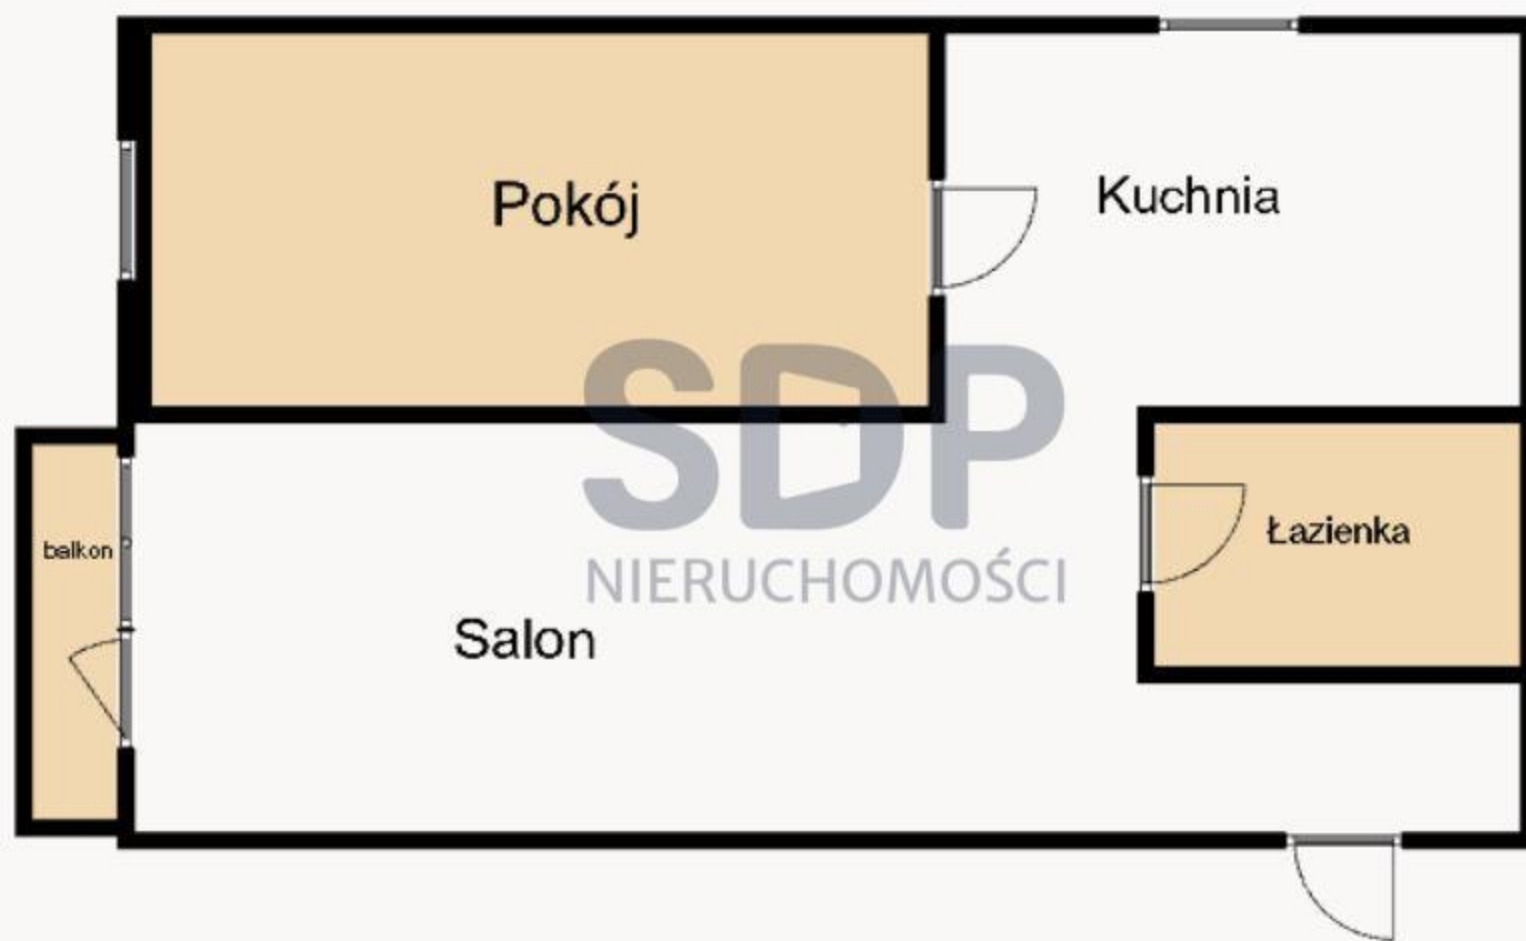 Pokój
Kuchnia
SDP
NIERUCHOMOŚCI
balkon
Łazienka
Salon